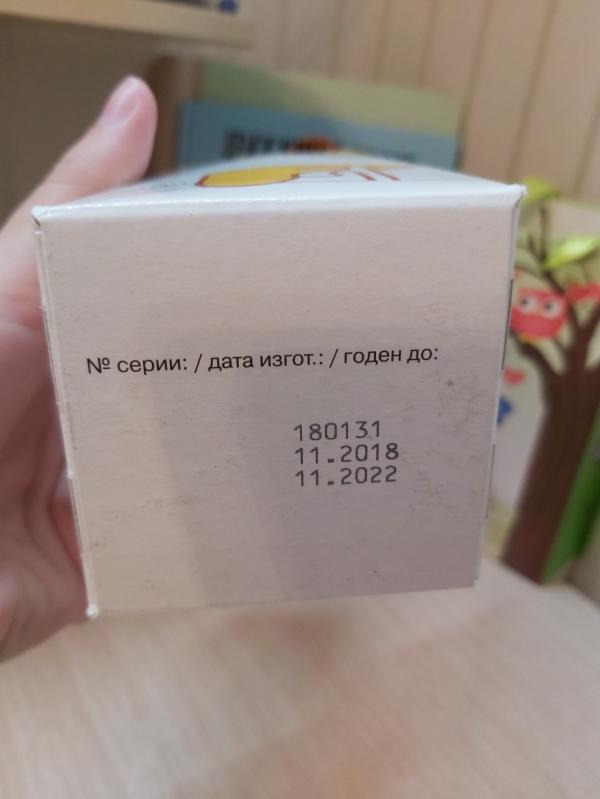 № серии: / дата изгот.: / годен до:
180131
11.2018
11.2022